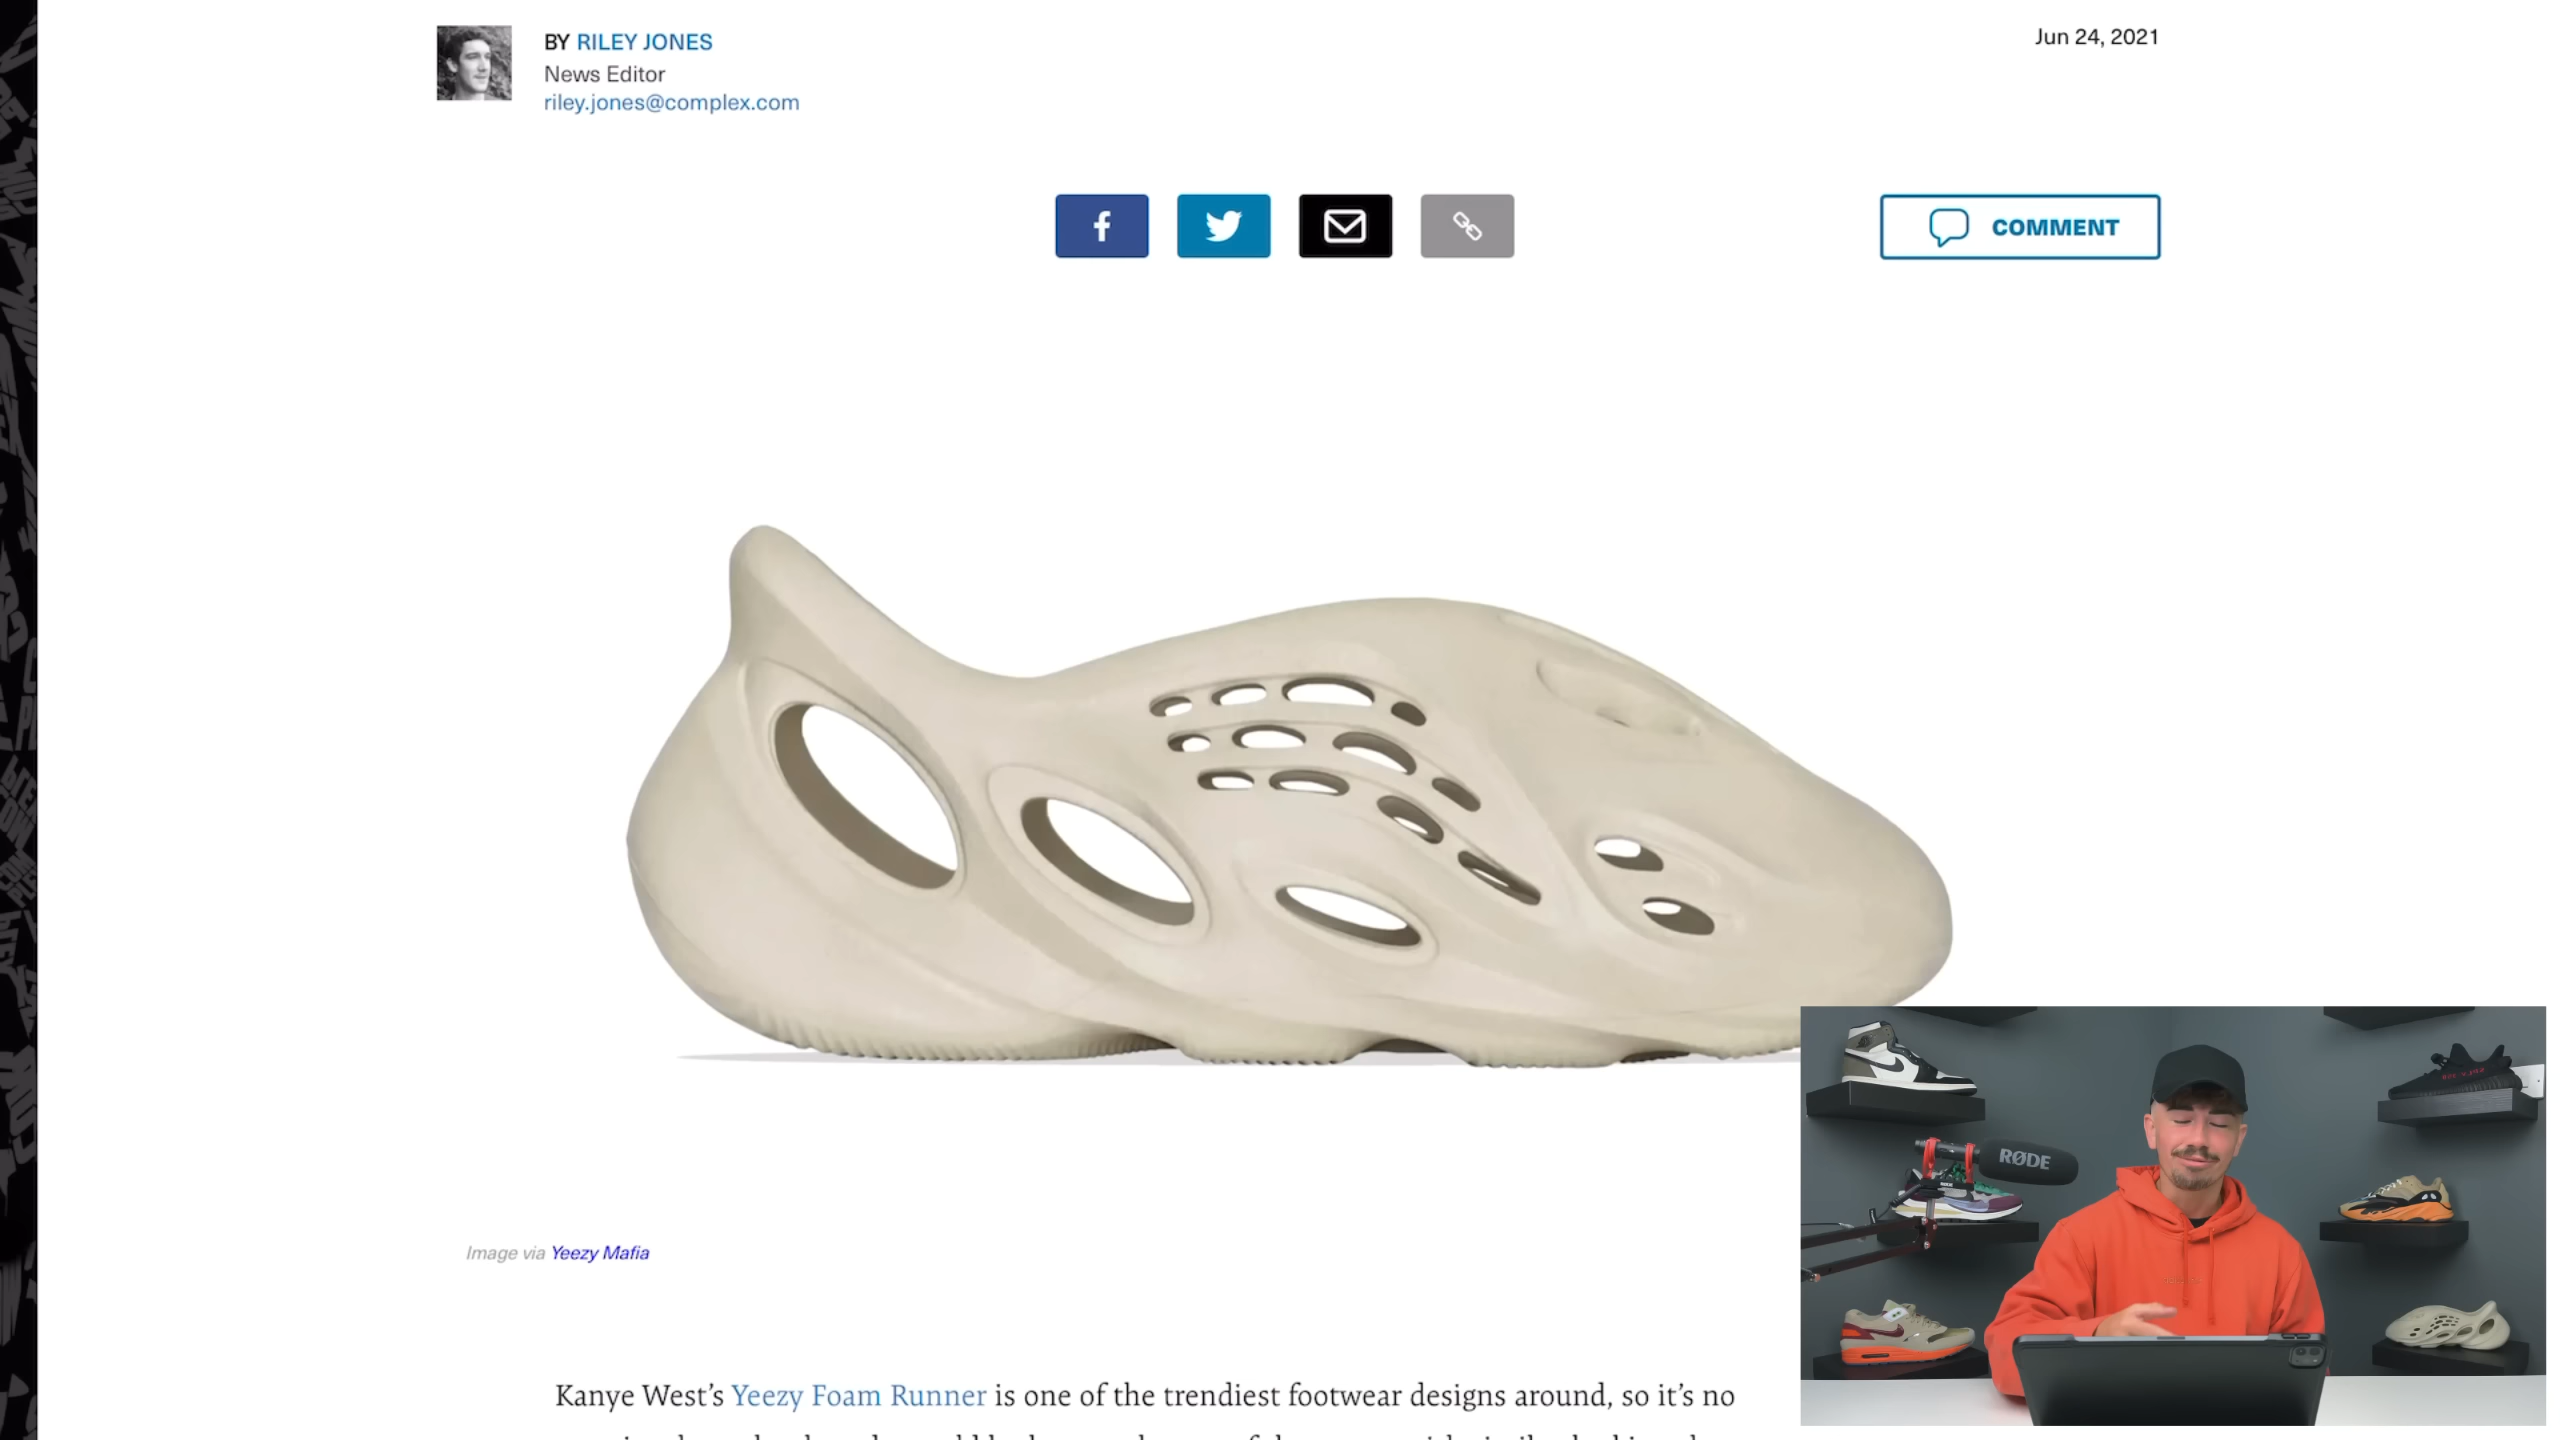 BY RILEY JONES
News Editor
riley.jones@complex.com
Jun 24, 2021
COMMENT
RØDE
Image via Yeezy Mafia
Kanye West’s Yeezy Foam Runner is one of the trendiest footwear designs around, so it’s no